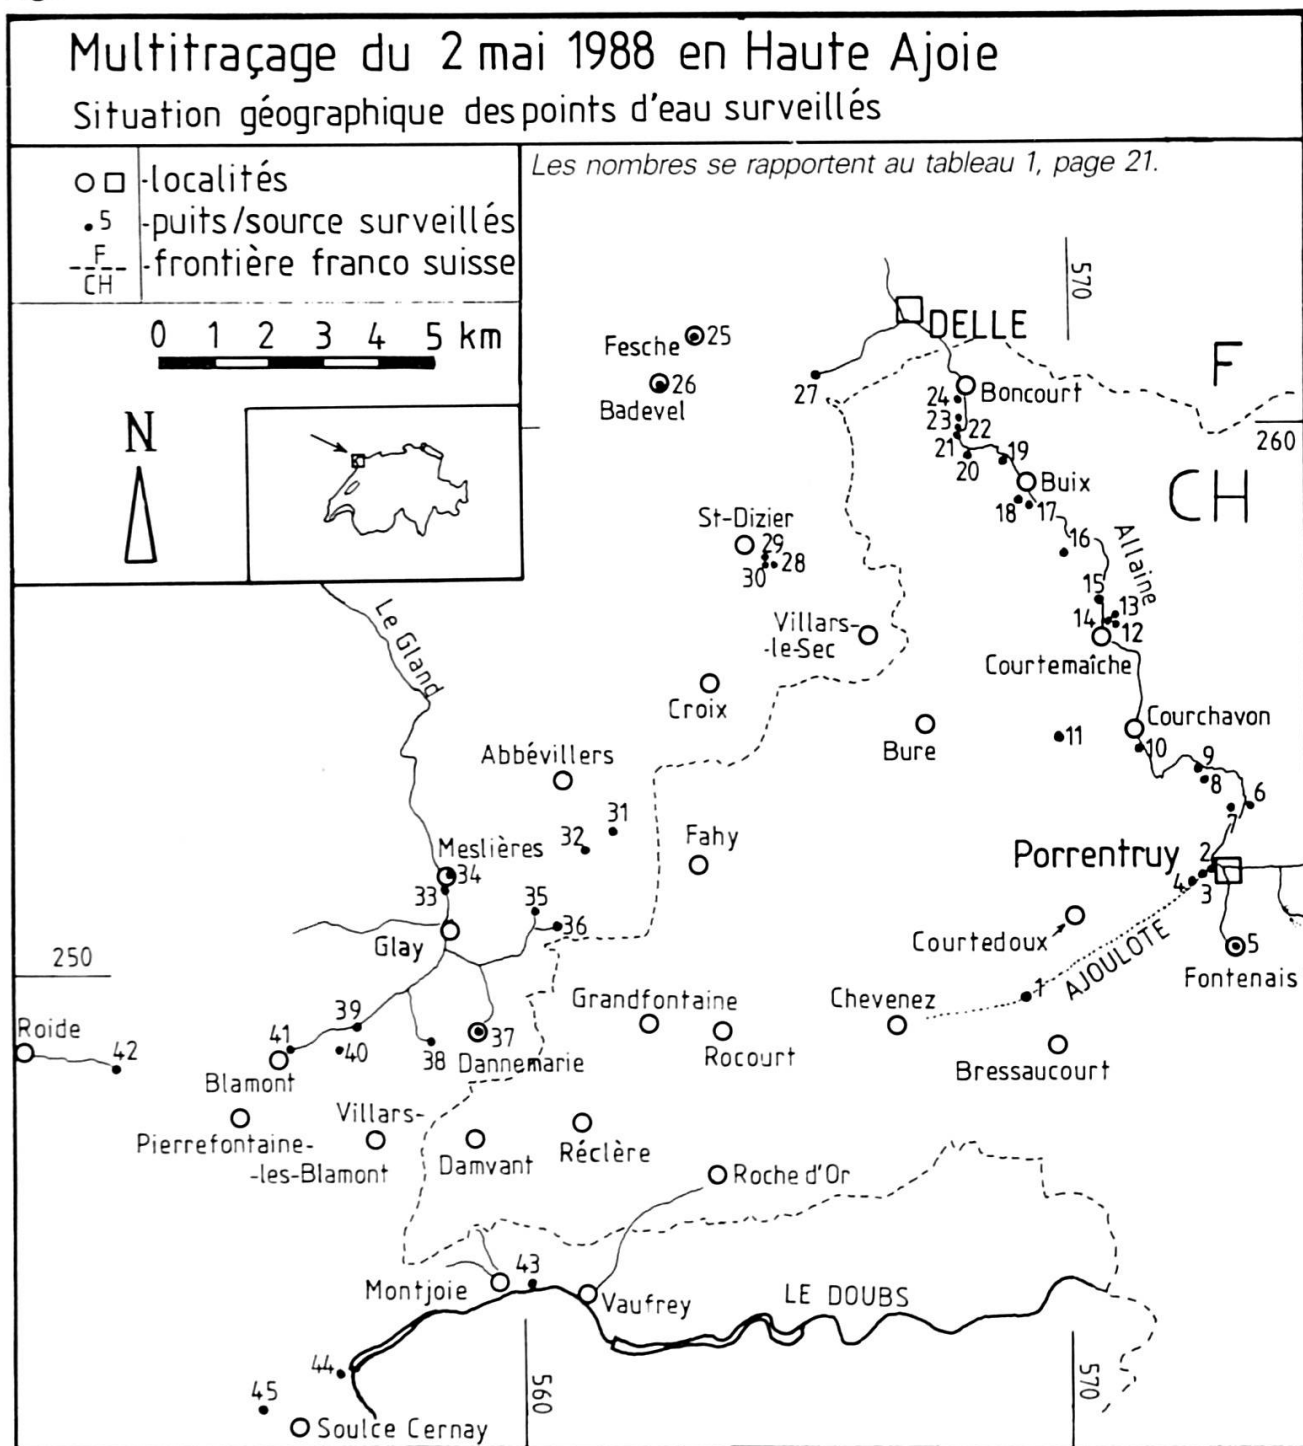 Multitraçage du 2 mai 1988 en Haute Ajoie
Situation géographique des points d'eau surveillés
Les nombres se rapportent au tableau 1, page 21.
-localités
5 -puits/source surveillés
F
CH
-frontière franco suisse
0 1 2 3 4 5 km
N
570
DELLE
F
Fesche
25
26
Badevel
27
Boncourt
24
23
22
21
20
19
260
CH
Buix
18
17
St-Dizier
29
30
28
16
Allaine
15
14
13
12
Le Gland
Villars-
-le-Sec
Courtemaîche
Croix
Courchavon
Bure
11
10
Abbévillers
9
8
6
7
31
32
Fahy
Meslières
34
33
Porrentruy
2
3
4
35
36
Glay
Courtedoux
AJOULOTE
5
Fontenais
250
Grandfontaine
Chevenez
1
Roide
42
41
39
40
38
37
Dannemarie
Rocourt
Bressaucourt
Blamont
Villars-
Pierrefontaine-
-les-Blamont
Damvant
Réclère
Roche d'Or
43
Montjoie
Vaufrey
LE DOUBS
44
45
560
570
Soulce Cernay